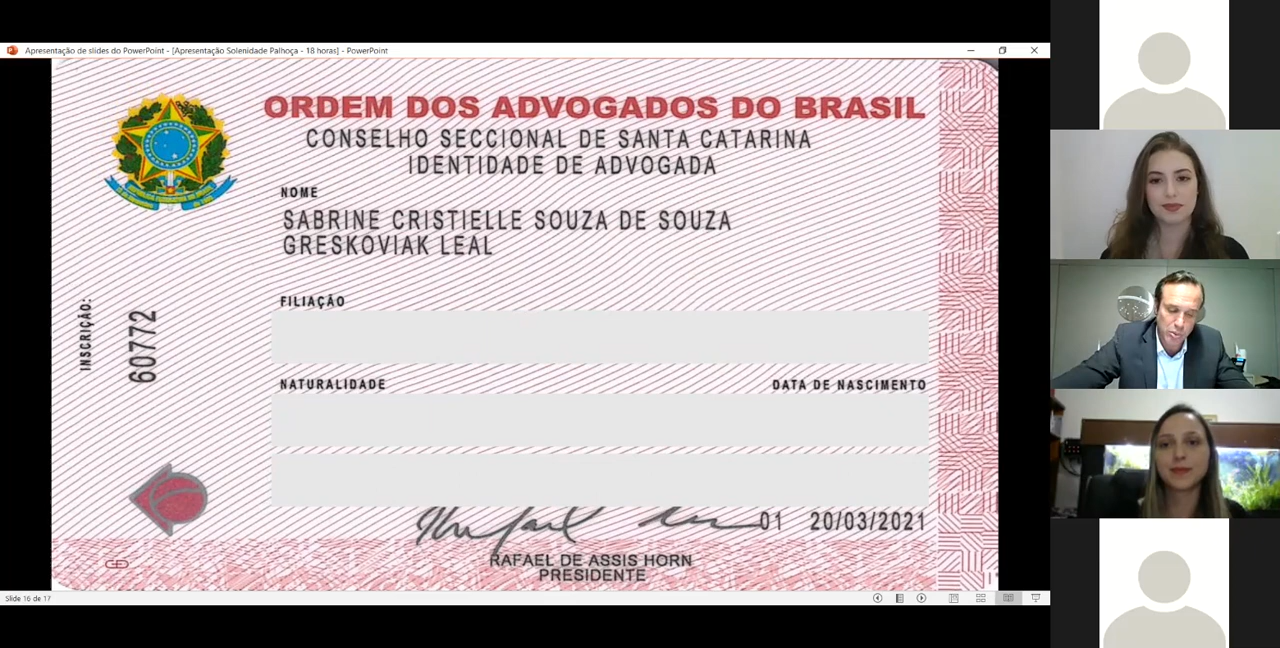 Apresentação de slides do PowerPoint - [Apresentação Solenidade Palhoça - 18 horas] - PowerPoint
ORDEM DOS ADVOGADOS DO BRASIL
CONSELHO SECCIONAL DE SANTA CATARINA
IDENTIDADE DE ADVOGADA
NOME
SABRINE CRISTIELLE SOUZA DE SOUZA
GRESKOVIAK LEAL
FILIAÇÃO
INSCRIÇÃO:
60772
NATURALIDADE
DATA DE NASCIMENTO
01 20/03/2021
RAFAEL DE ASSIS HORN
PRESIDENTE
Slide 16 de 17